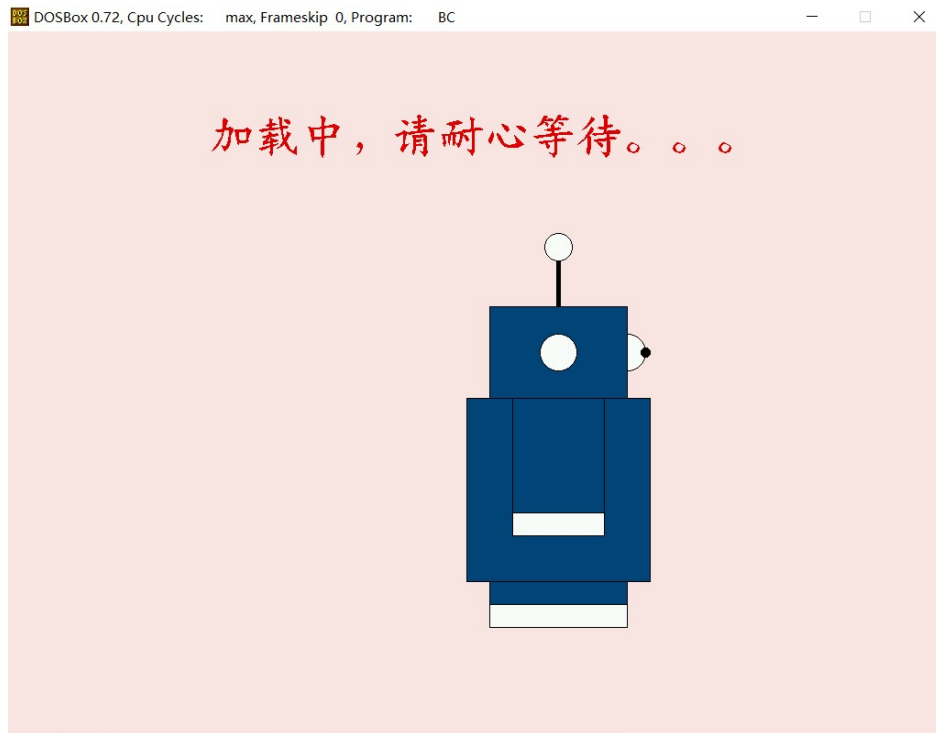 DOSBox 0.72, Cpu Cycles: max, Frameskip 0, Program: BC
加载中，请耐心等待。。。